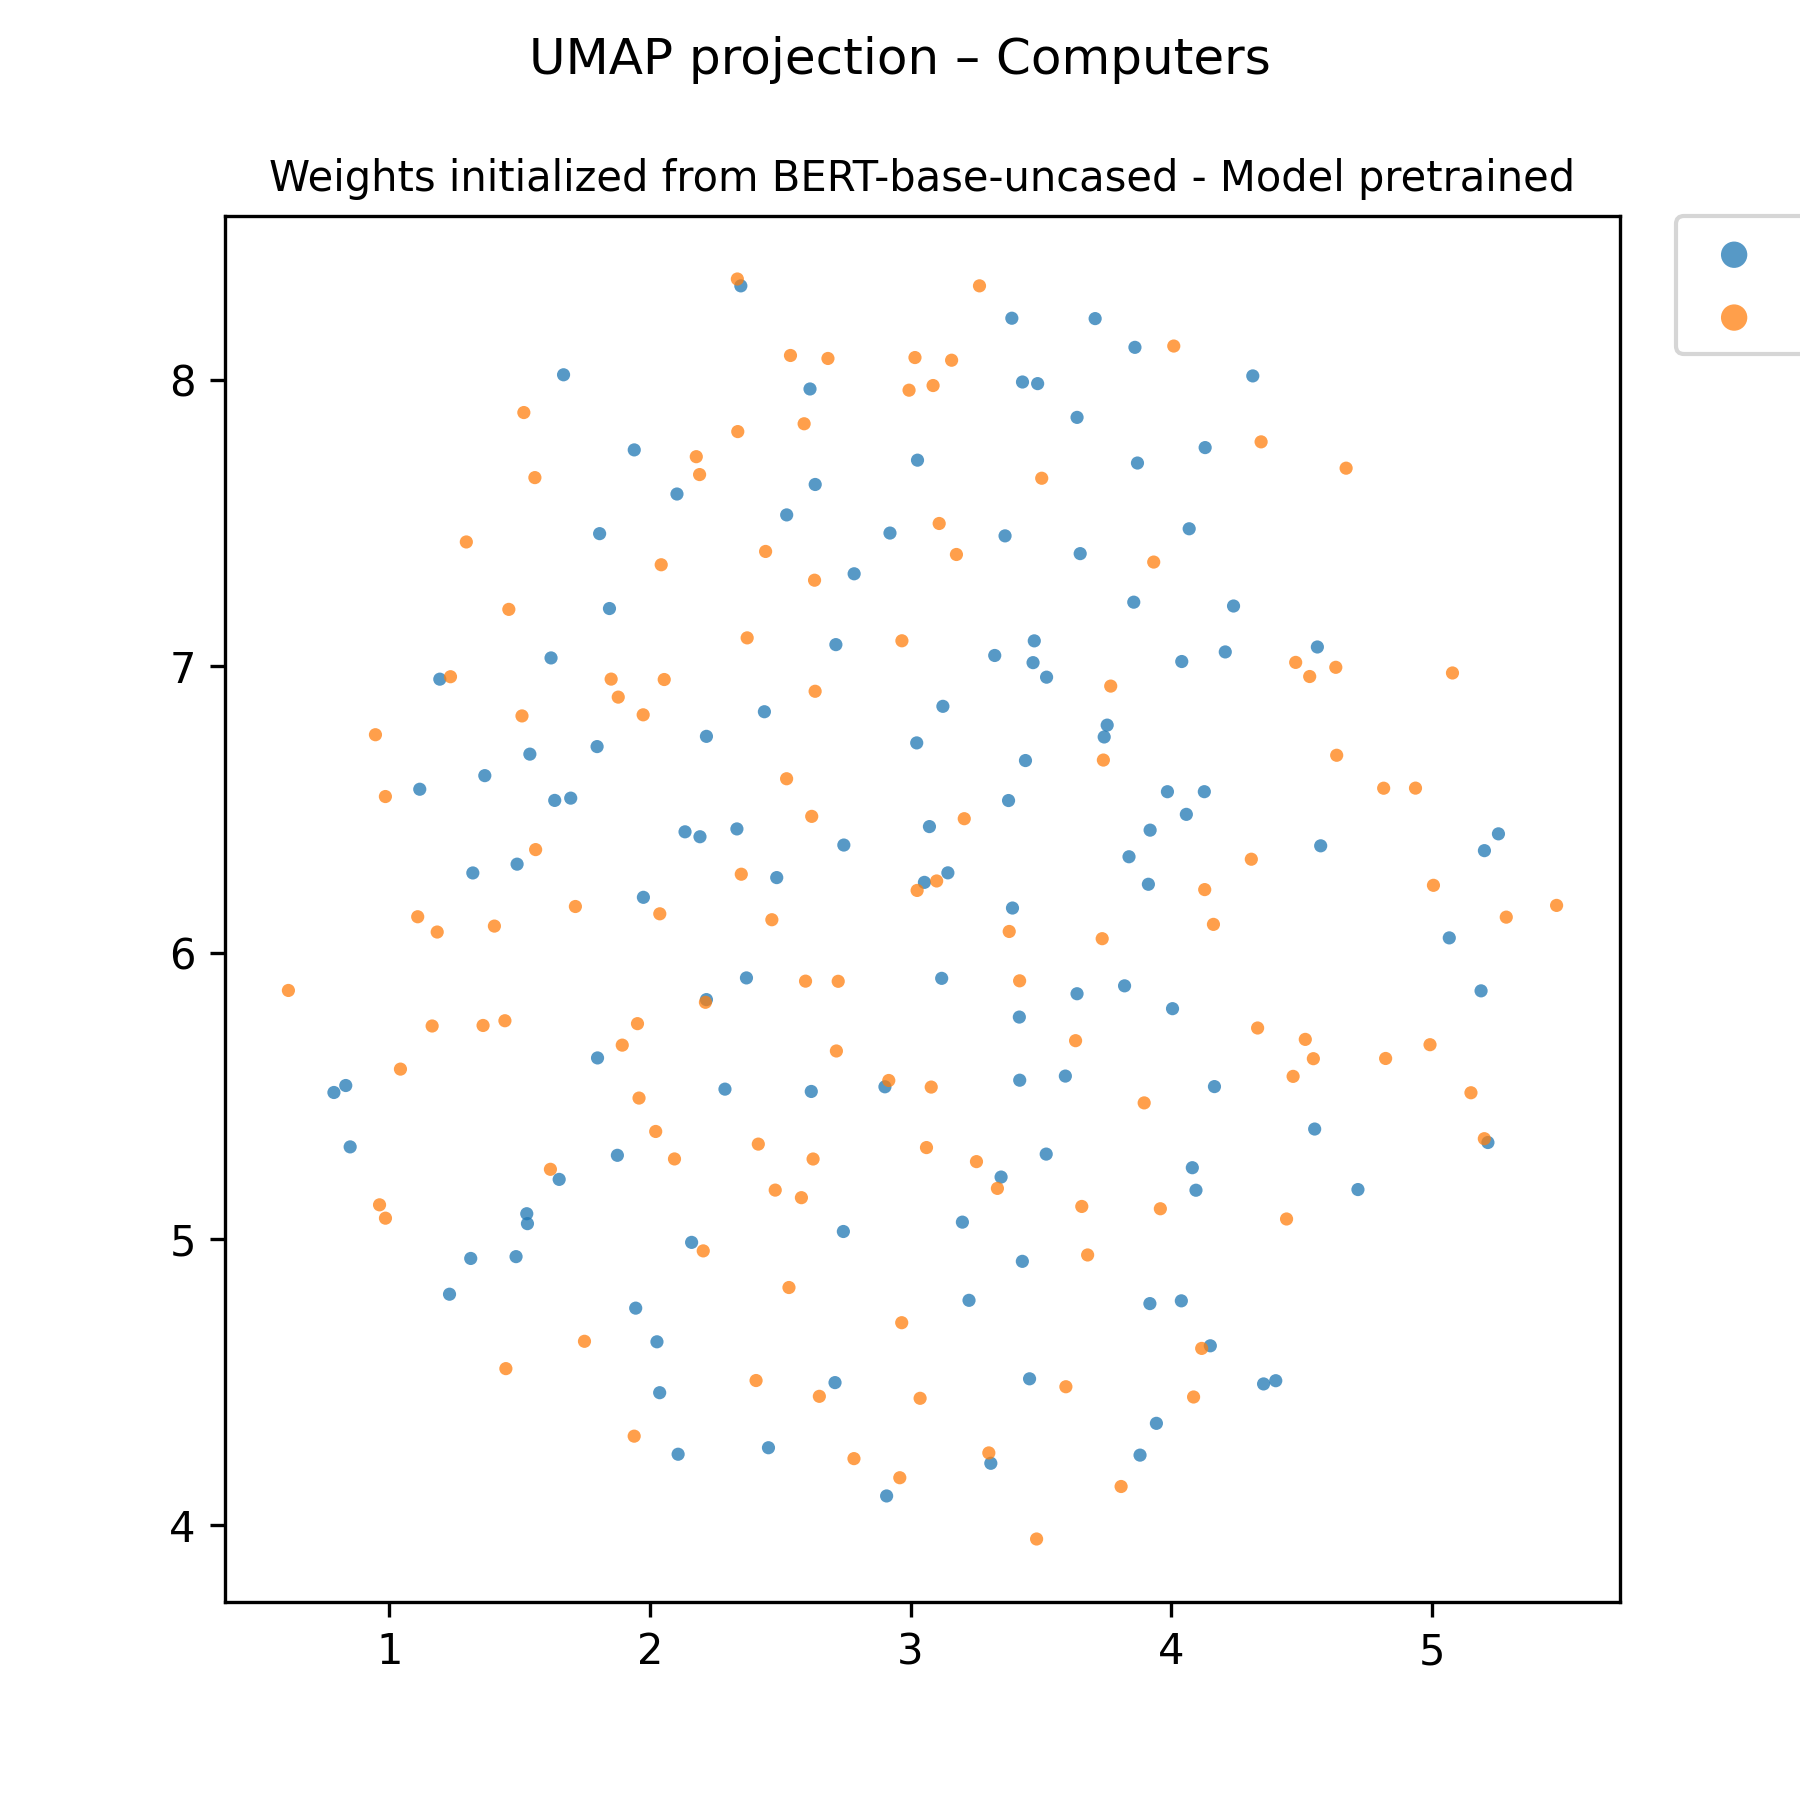 UMAP projection – Computers
Weights initialized from BERT-base-uncased - Model pretrained
8
7
6
5
4
1 2 3 4 5